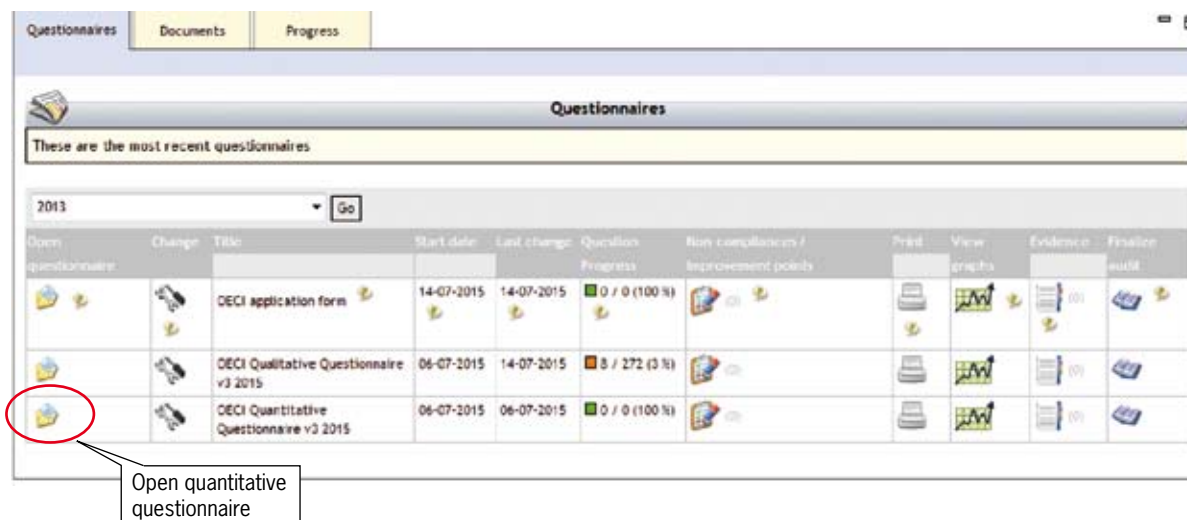 Questionnaires Documents Progress
Questionnaires
These are the most recent questionnaires
2013 Go
Open Change Title Start date Last change Question Non compliances / Print View Evidence Finalize
questionnaire Progress Improvement points graphs audit
OECI application form 14-07-2015 14-07-2015 0 / 0 (100 %) (0) (0)
OECI Qualitative Questionnaire 06-07-2015 14-07-2015 8 / 272 (3 %) (0) (0)
v3 2015
OECI Quantitative 06-07-2015 06-07-2015 0 / 0 (100 %) (0) (0)
Questionnaire v3 2015
Open quantitative
questionnaire